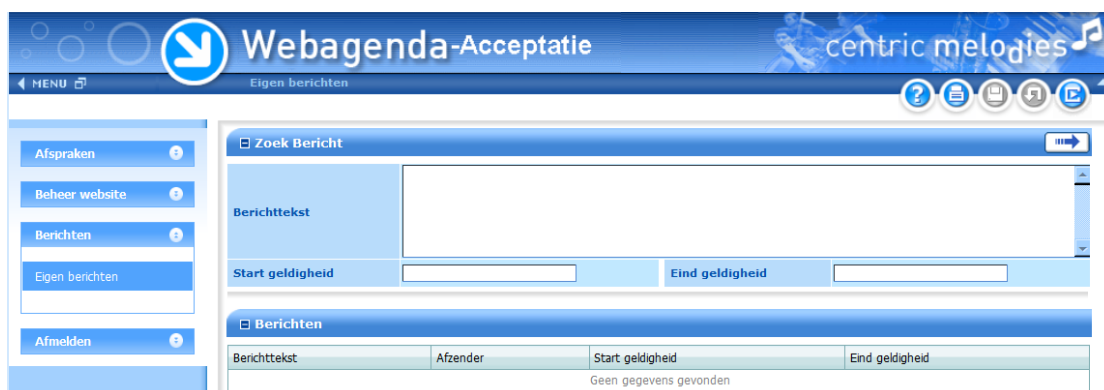 Webagenda-Acceptatie
centric melodies
MENU
Eigen berichten
Afspraken
Beheer website
Berichten
Eigen berichten
Afmelden
Zoek Bericht
Berichttekst
Start geldigheid Eind geldigheid
Berichten
Berichttekst Afzender Start geldigheid Eind geldigheid
Geen gegevens gevonden